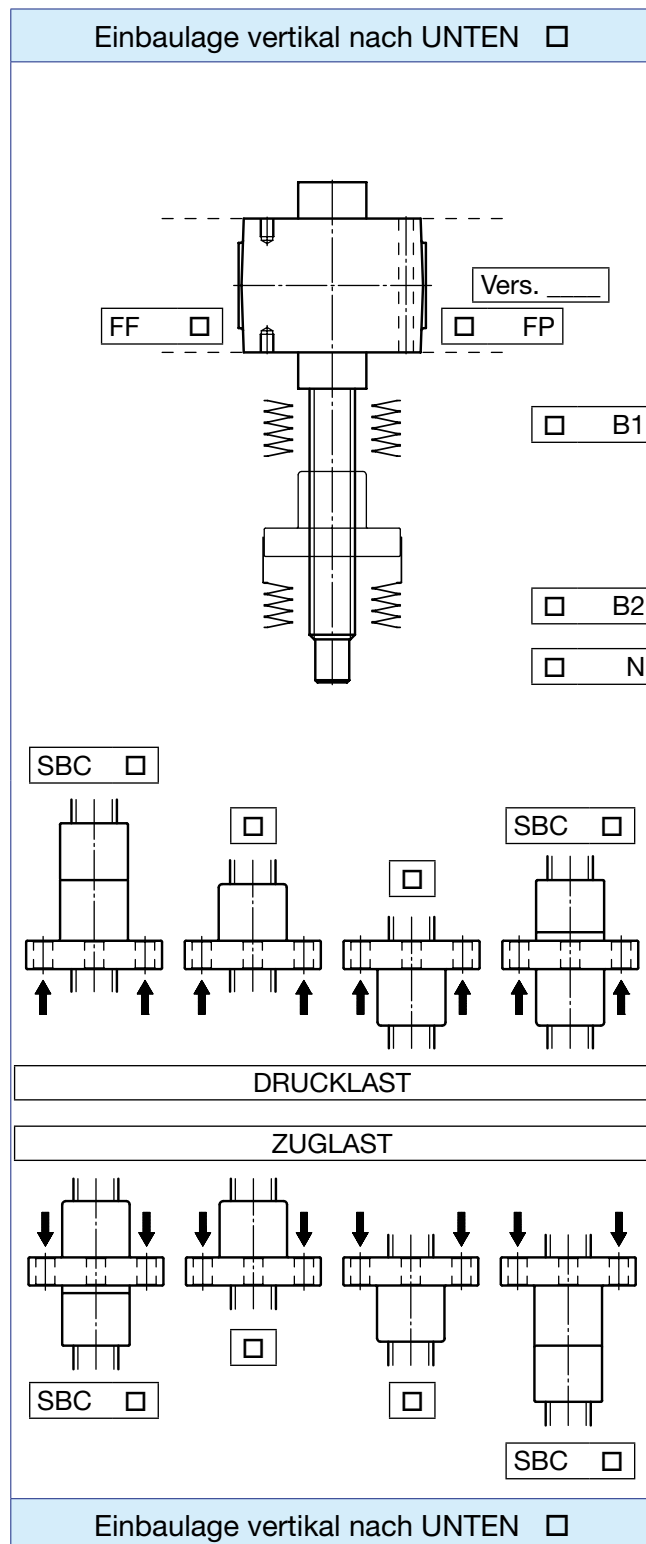 Einbaulage vertikal nach UNTEN □
Vers. ____
FF □
□ FP
□ B1
□ B2
□ N
SBC □
□
□
SBC □
DRUCKLAST
ZUGLAST
SBC □
□
□
SBC □
Einbaulage vertikal nach UNTEN □